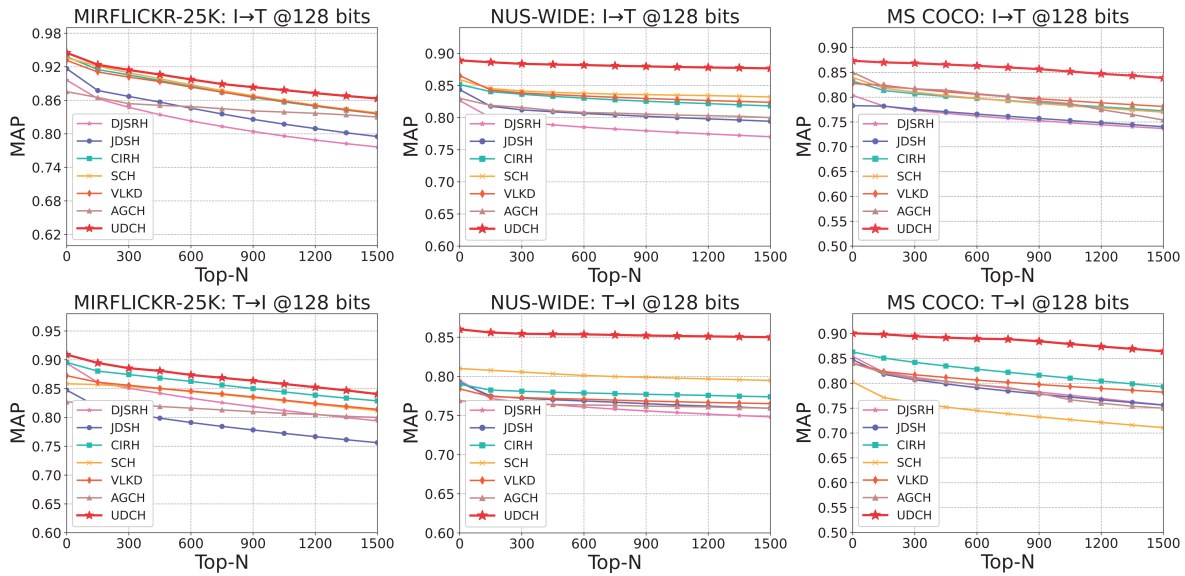 MIRFLICKR-25K: I→T @128 bits
MAP
0.98
0.92
0.86
0.80
0.74
0.68
0.62
DJSRH
JDSH
CIRH
SCH
VLKD
AGCH
UDCH
0 300 600 900 1200 1500
Top-N
NUS-WIDE: I→T @128 bits
MAP
0.90
0.85
0.80
0.75
0.70
0.65
0.60
DJSRH
JDSH
CIRH
SCH
VLKD
AGCH
UDCH
0 300 600 900 1200 1500
Top-N
MS COCO: I→T @128 bits
MAP
0.90
0.85
0.80
0.75
0.70
0.65
0.60
0.55
0.50
DJSRH
JDSH
CIRH
SCH
VLKD
AGCH
UDCH
0 300 600 900 1200 1500
Top-N
MIRFLICKR-25K: T→I @128 bits
MAP
0.95
0.90
0.85
0.80
0.75
0.70
0.65
0.60
DJSRH
JDSH
CIRH
SCH
VLKD
AGCH
UDCH
0 300 600 900 1200 1500
Top-N
NUS-WIDE: T→I @128 bits
MAP
0.85
0.80
0.75
0.70
0.65
0.60
DJSRH
JDSH
CIRH
SCH
VLKD
AGCH
UDCH
0 300 600 900 1200 1500
Top-N
MS COCO: T→I @128 bits
MAP
0.90
0.85
0.80
0.75
0.70
0.65
0.60
0.55
0.50
DJSRH
JDSH
CIRH
SCH
VLKD
AGCH
UDCH
0 300 600 900 1200 1500
Top-N